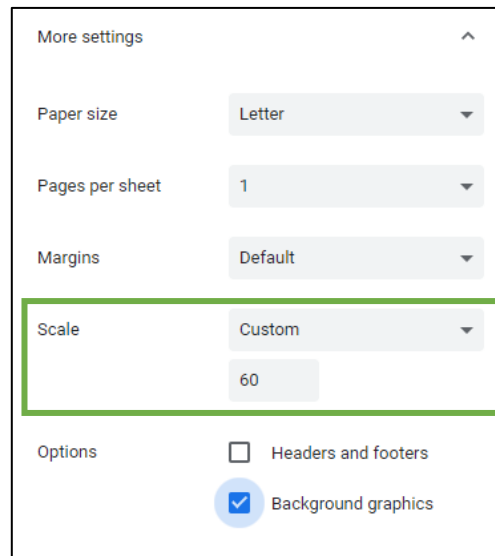 More settings
Paper size Letter
Pages per sheet 1
Margins Default
Scale Custom
60
Options Headers and footers
Background graphics